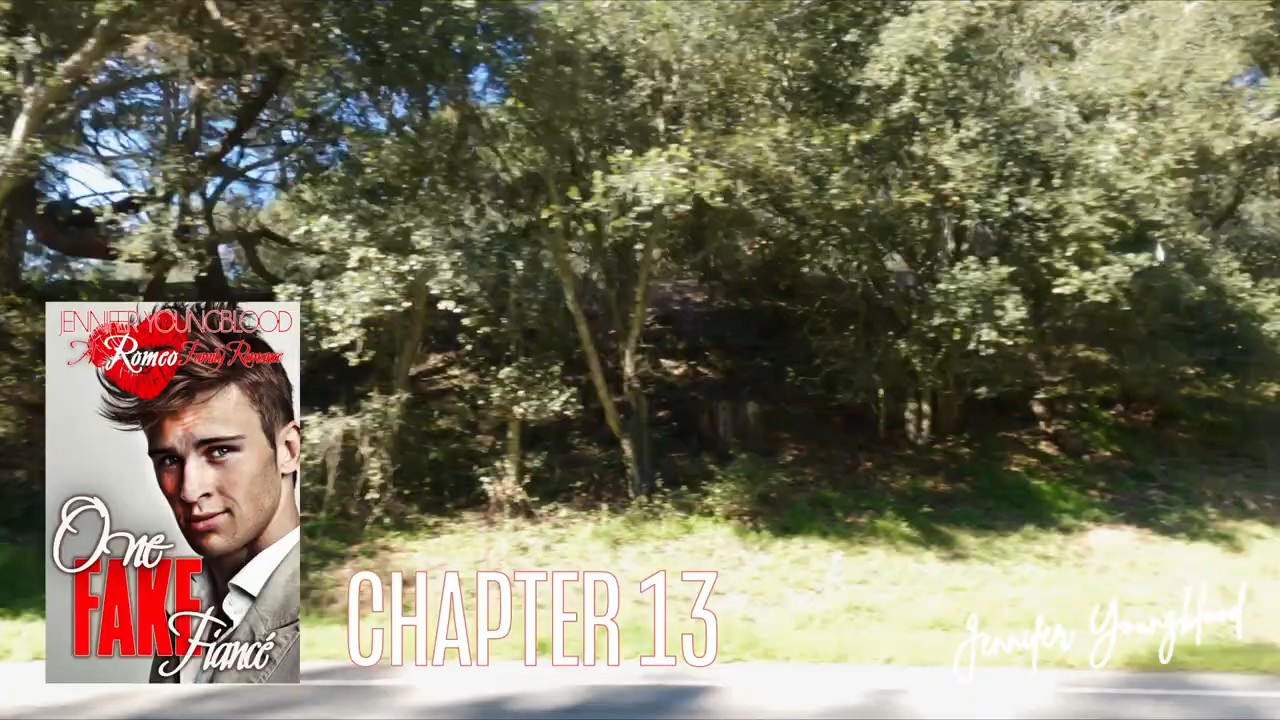 JENNIFER YOUNGBLOOD
A Romeo Family Romance
One
FAKE
Fiancé
CHAPTER 13
Jennifer Youngblood